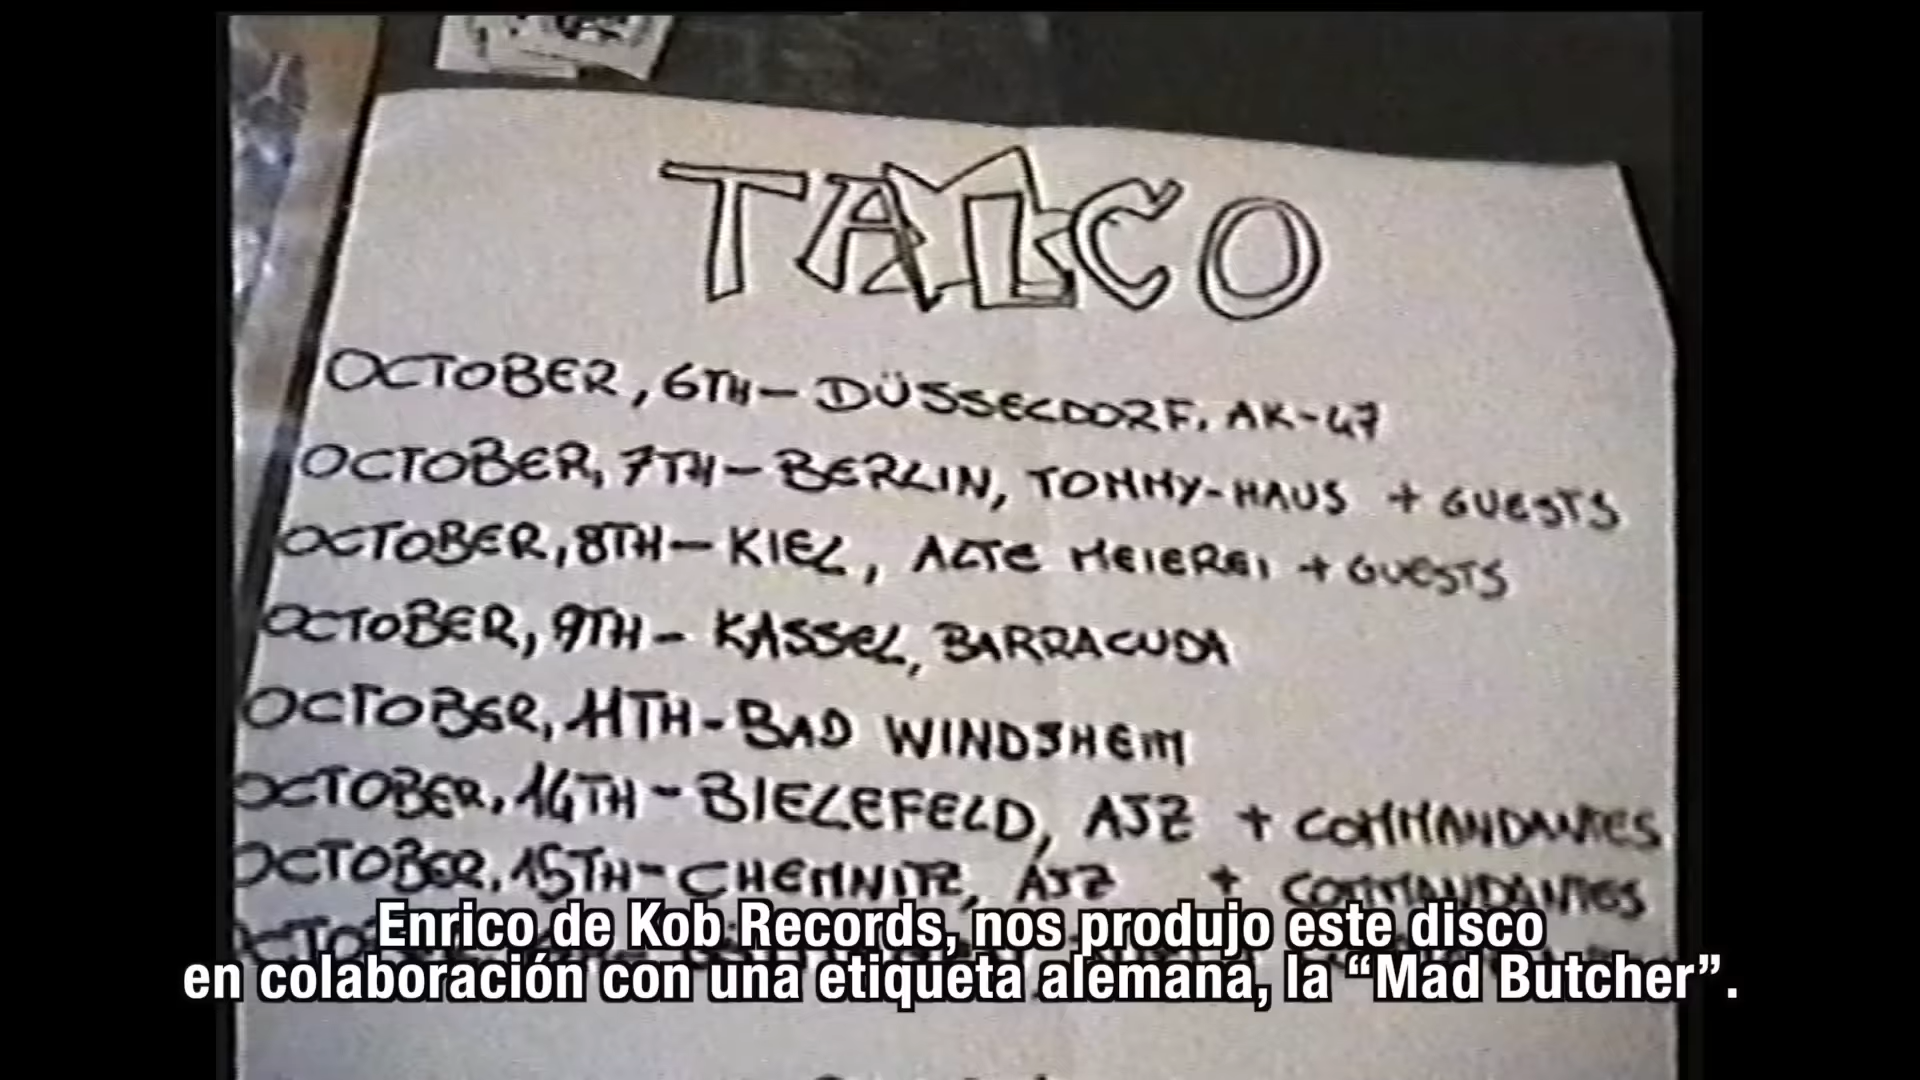 TALCO
OCTOBER, 6TH - DÜSSELDORF, AK-47
OCTOBER, 7TH - BERLIN, TOMMY-HAUS + GUESTS
OCTOBER, 8TH - KIEL, ALTE MEIEREI + GUESTS
OCTOBER, 9TH - KASSEL, BARRACUDA
OCTOBER, 11TH - BAD WINDSHEIM
OCTOBER, 14TH - BIELEFELD, AJZ + COMMANDANTES
OCTOBER, 15TH - CHEMNITZ, AJZ + COMMANDANTES
Enrico de Kob Records, nos produjo este disco
en colaboración con una etiqueta alemana, la “Mad Butcher”.